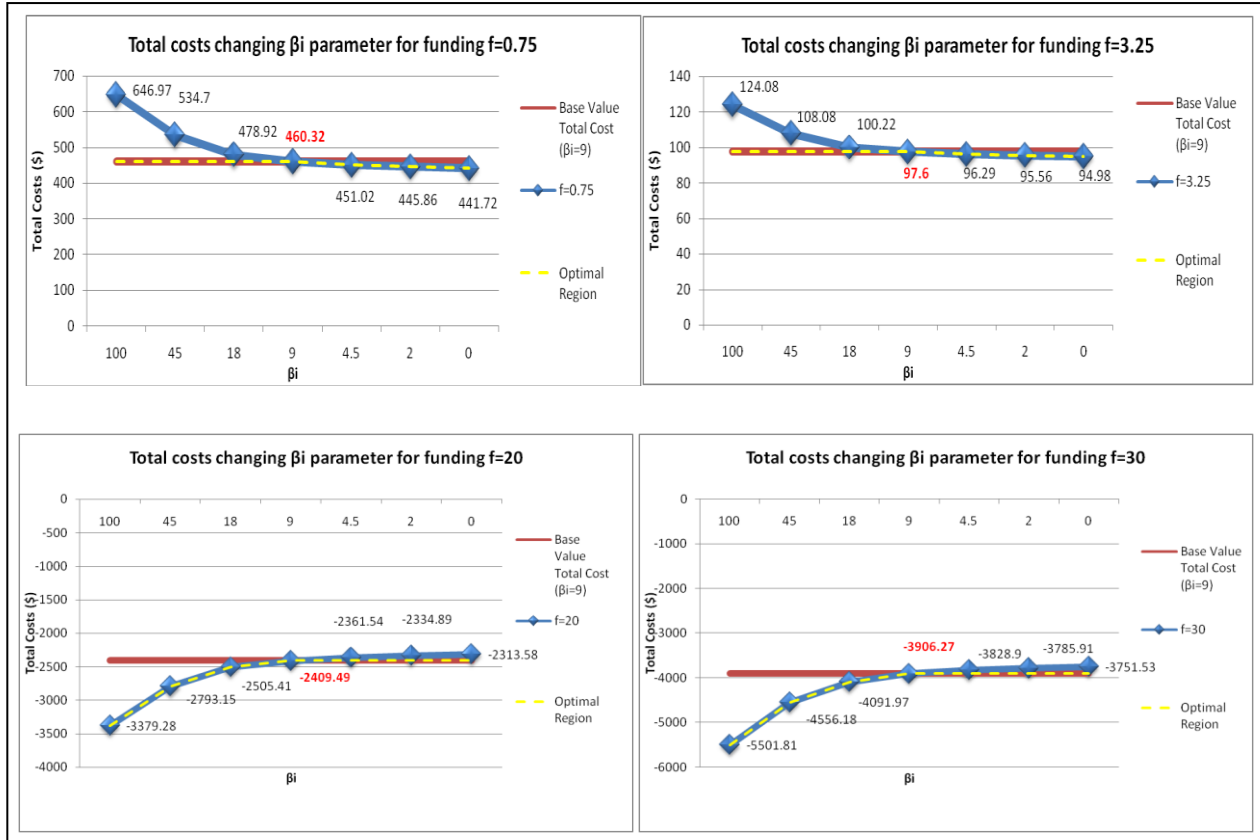 Total costs changing βi parameter for funding f=0.75
700
600
500
400
300
200
100
0
Total Costs ($)
646.97
534.7
478.92
460.32
451.02
445.86
441.72
100 45 18 9 4.5 2 0
βi
Base Value
Total Cost
(βi=9)
f=0.75
Optimal
Region
Total costs changing βi parameter for funding f=3.25
140
120
100
80
60
40
20
0
Total Costs ($)
124.08
108.08
100.22
97.6
96.29
95.56
94.98
100 45 18 9 4.5 2 0
βi
Base Value
Total Cost
(βi=9)
f=3.25
Optimal
Region
Total costs changing βi parameter for funding f=20
0
-500
-1000
-1500
-2000
-2500
-3000
-3500
-4000
Total Costs ($)
100 45 18 9 4.5 2 0
-3379.28
-2793.15
-2505.41
-2409.49
-2361.54
-2334.89
-2313.58
βi
Base
Value
Total Cost
(βi=9)
f=20
Optimal
Region
Total costs changing βi parameter for funding f=30
0
-1000
-2000
-3000
-4000
-5000
-6000
Total Costs ($)
100 45 18 9 4.5 2 0
-5501.81
-4556.18
-4091.97
-3906.27
-3828.9
-3785.91
-3751.53
βi
Base Value
Total Cost
(βi=9)
f=30
Optimal
Region